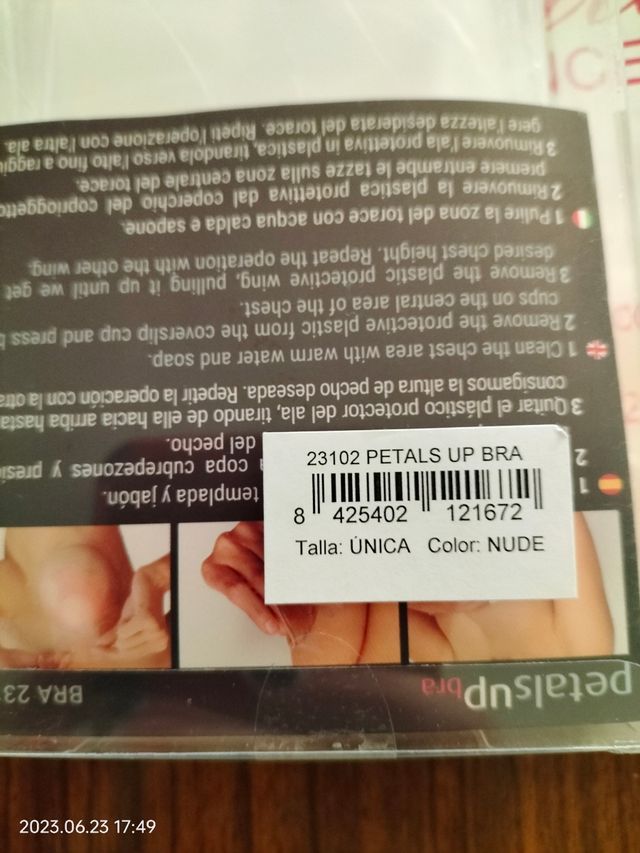 petalsUp bra BRA 23
1 templada y jabón.
2 copa cubrepezones y presio
del pecho.
3 Quitar el plástico protector del ala, tirando de ella hacia arriba hasta
consigamos la altura de pecho deseada. Repetir la operación con la otra
1 Clean the chest area with warm water and soap.
2 Remove the protective plastic from the coverslip cup and press b
cups on the central area of the chest.
3 Remove the plastic protective wing, pulling it up until we get
desired chest height. Repeat the operation with the other wing.
1 Pulire la zona del torace con acqua calda e sapone.
2 Rimuovere la plastica protettiva dal coperchio del coprioggetto
premere entrambe le tazze sulla zona centrale del torace.
3 Rimuovere l'ala protettiva in plastica, tirandola verso l'alto fino a raggiu
gere l'altezza desiderata del torace. Ripeti l'operazione con l'altra ala.
23102 PETALS UP BRA
8 425402 121672
Talla: ÚNICA Color: NUDE
2023.06.23 17:49